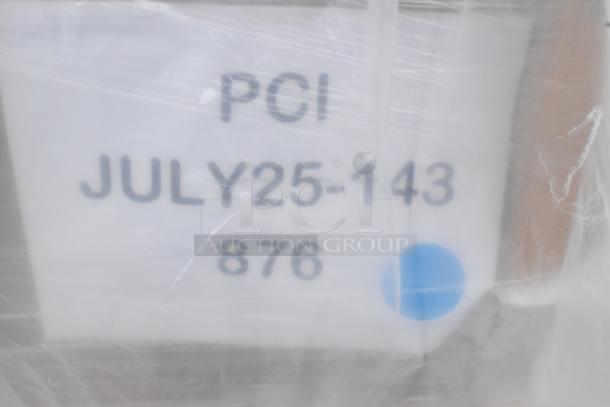 PCI
JULY25-143
876
PCI
AUCTION GROUP